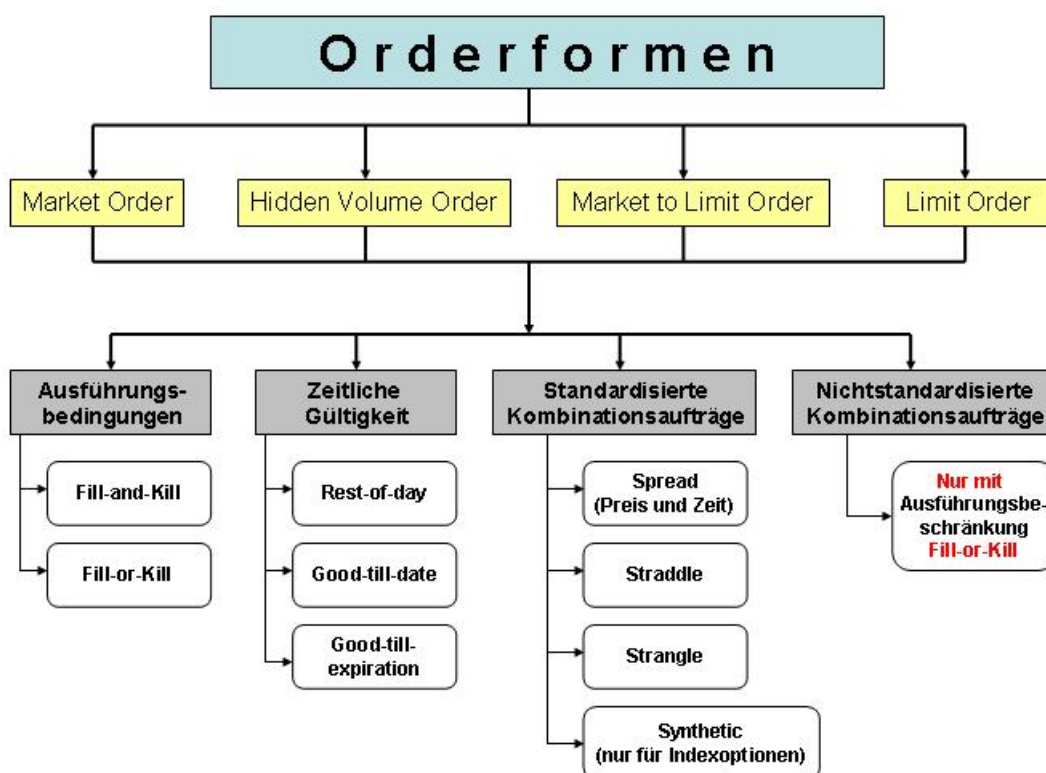 Orderformen
Market Order
Hidden Volume Order
Market to Limit Order
Limit Order
Ausführungs-
bedingungen
Fill-and-Kill
Fill-or-Kill
Zeitliche
Gültigkeit
Rest-of-day
Good-till-date
Good-till-
expiration
Standardisierte
Kombinationsaufträge
Spread
(Preis und Zeit)
Straddle
Strangle
Synthetic
(nur für Indexoptionen)
Nichtstandardisierte
Kombinationsaufträge
Nur mit
Ausführungsbe-
schränkung
Fill-or-Kill